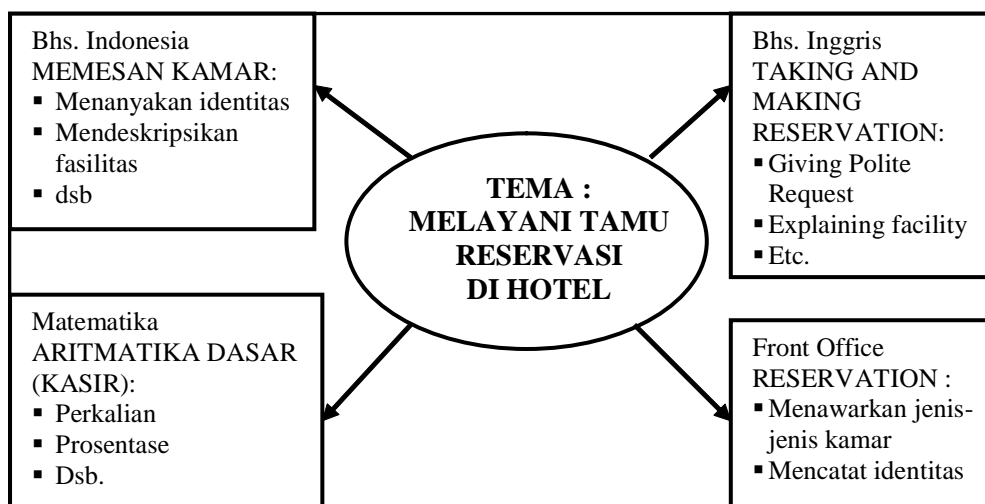 Bhs. Indonesia
MEMESAN KAMAR:
▪ Menanyakan identitas
▪ Mendeskripsikan
fasilitas
▪ dsb
Bhs. Inggris
TAKING AND
MAKING
RESERVATION:
▪ Giving Polite
Request
▪ Explaining facility
▪ Etc.
TEMA :
MELAYANI TAMU
RESERVASI
DI HOTEL
Matematika
ARITMATIKA DASAR
(KASIR):
▪ Perkalian
▪ Prosentase
▪ Dsb.
Front Office
RESERVATION :
▪ Menawarkan jenis-
jenis kamar
▪ Mencatat identitas